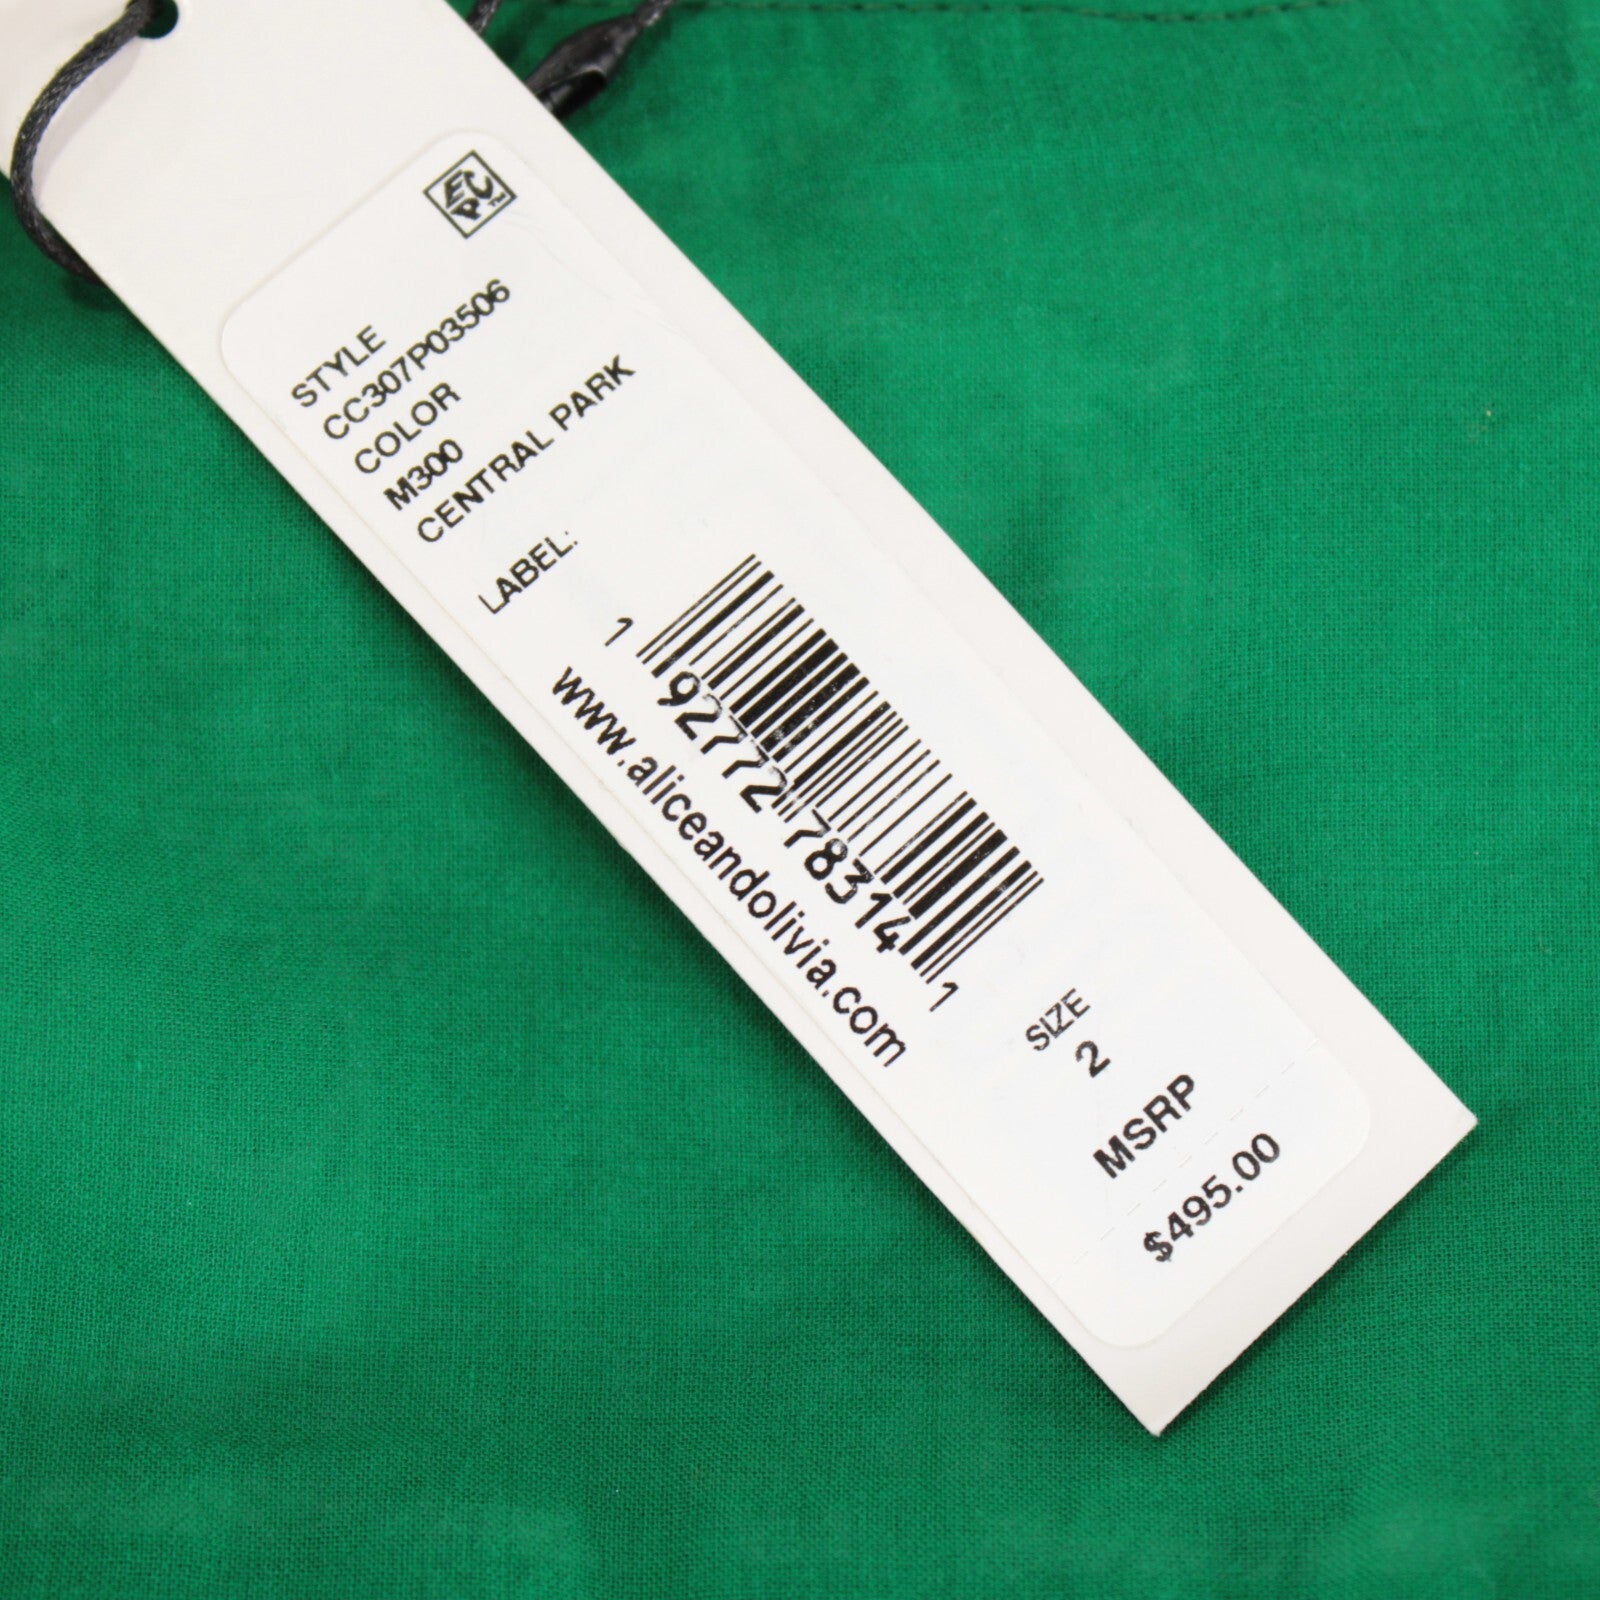 EPC™
STYLE
CC307P03506
COLOR
M300
CENTRAL PARK
LABEL:
1 92772 78314 1
www.aliceandolivia.com
SIZE
2
MSRP
$495.00